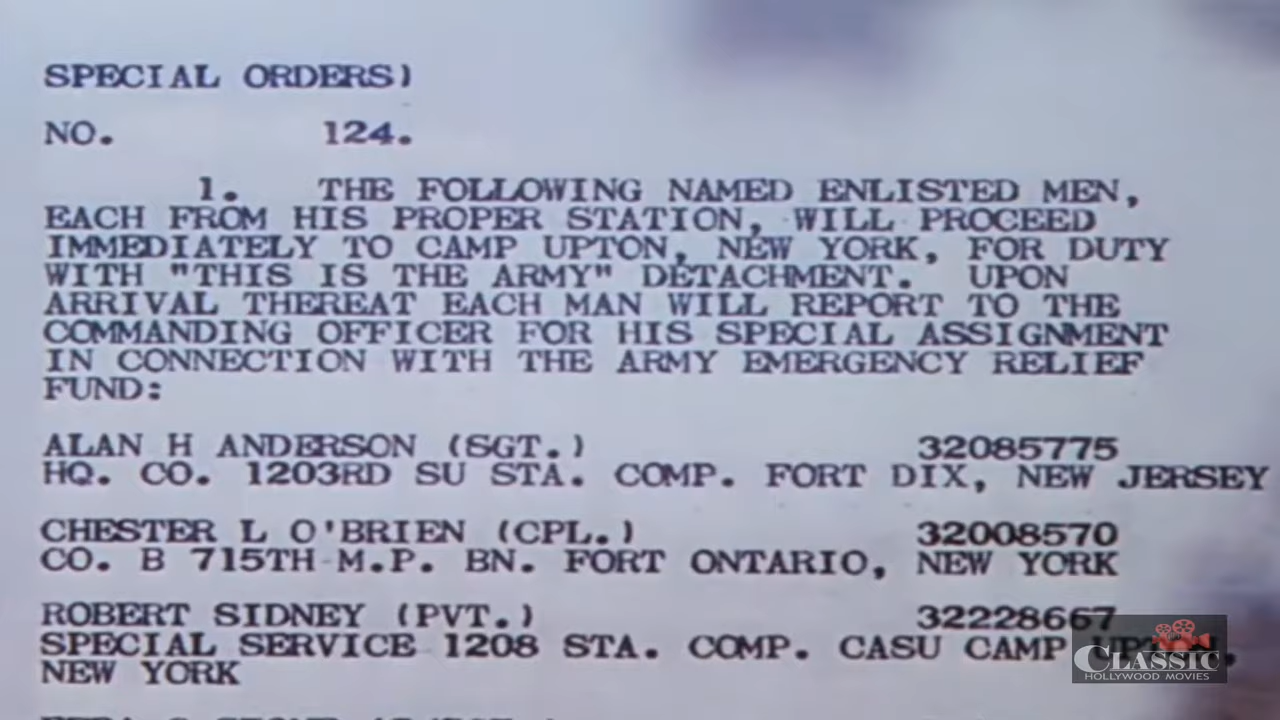 SPECIAL ORDERS)
NO. 124.
1. THE FOLLOWING NAMED ENLISTED MEN,
EACH FROM HIS PROPER STATION, WILL PROCEED
IMMEDIATELY TO CAMP UPTON, NEW YORK, FOR DUTY
WITH "THIS IS THE ARMY" DETACHMENT. UPON
ARRIVAL THEREAT EACH MAN WILL REPORT TO THE
COMMANDING OFFICER FOR HIS SPECIAL ASSIGNMENT
IN CONNECTION WITH THE ARMY EMERGENCY RELIEF
FUND:
ALAN H ANDERSON (SGT.) 32085775
HQ. CO. 1203RD SU STA. COMP. FORT DIX, NEW JERSEY
CHESTER L O'BRIEN (CPL.) 32008570
CO. B 715TH M.P. BN. FORT ONTARIO, NEW YORK
ROBERT SIDNEY (PVT.) 32228667
SPECIAL SERVICE 1208 STA. COMP. CASU CAMP
NEW YORK
CLASSIC
HOLLYWOOD MOVIES